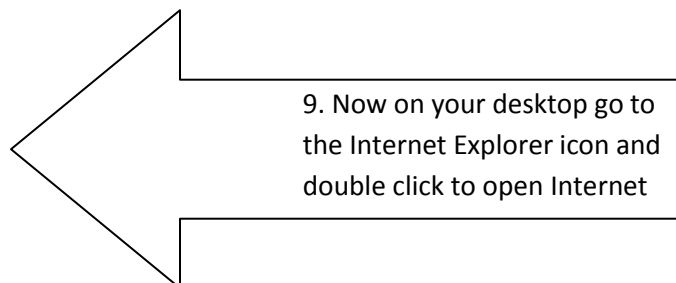 9. Now on your desktop go to
the Internet Explorer icon and
double click to open Internet